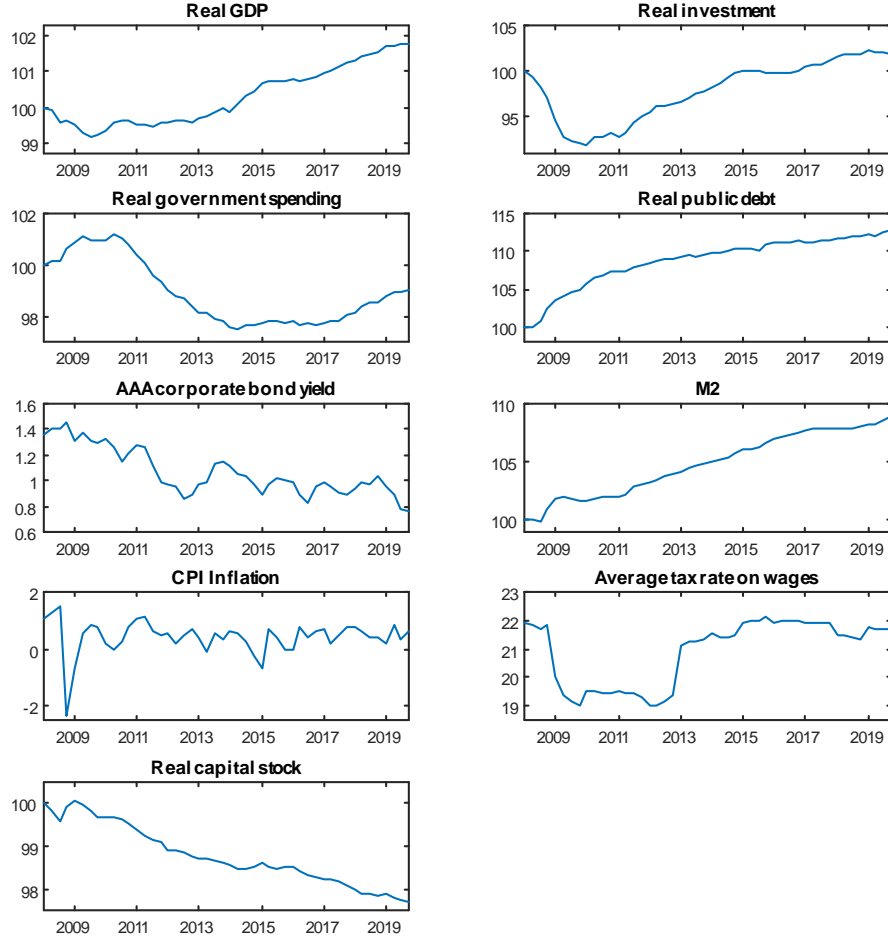 Real GDP
102
101
100
99
2009 2011 2013 2015 2017 2019
Real investment
105
100
95
2009 2011 2013 2015 2017 2019
Real government spending
102
100
98
2009 2011 2013 2015 2017 2019
Real public debt
115
110
105
100
2009 2011 2013 2015 2017 2019
AAA corporate bond yield
1.6
1.4
1.2
1
0.8
0.6
2009 2011 2013 2015 2017 2019
M2
110
105
100
2009 2011 2013 2015 2017 2019
CPI Inflation
2
0
-2
2009 2011 2013 2015 2017 2019
Average tax rate on wages
23
22
21
20
19
2009 2011 2013 2015 2017 2019
Real capital stock
100
99
98
2009 2011 2013 2015 2017 2019